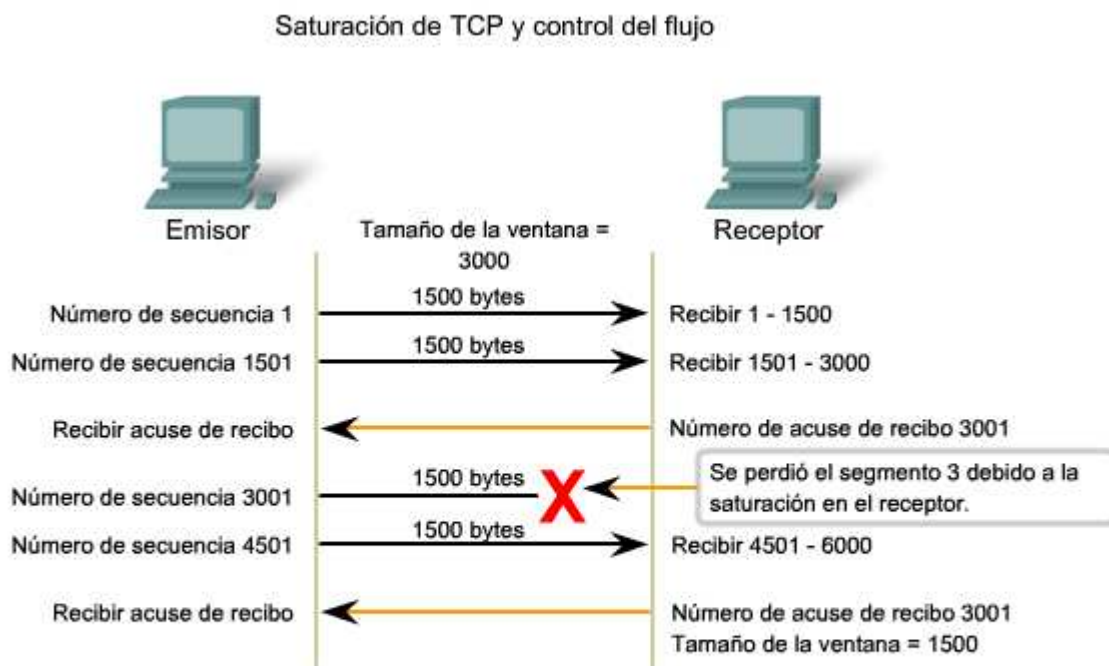 Saturación de TCP y control del flujo
Emisor
Tamaño de la ventana =
3000
Receptor
Número de secuencia 1
1500 bytes
Recibir 1 - 1500
Número de secuencia 1501
1500 bytes
Recibir 1501 - 3000
Recibir acuse de recibo
Número de acuse de recibo 3001
Número de secuencia 3001
1500 bytes
X
Se perdió el segmento 3 debido a la
saturación en el receptor.
Número de secuencia 4501
1500 bytes
Recibir 4501 - 6000
Recibir acuse de recibo
Número de acuse de recibo 3001
Tamaño de la ventana = 1500